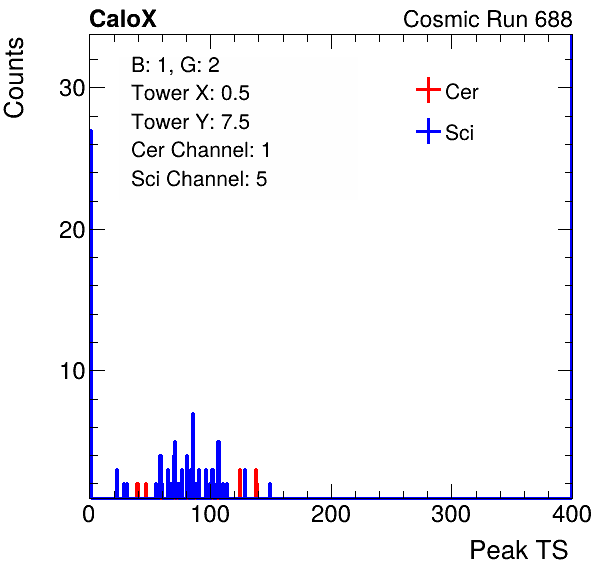 CaloX Cosmic Run 688
Counts
B: 1, G: 2
Tower X: 0.5
Tower Y: 7.5
Cer Channel: 1
Sci Channel: 5
Cer
Sci
30
20
10
0 100 200 300 400
Peak TS